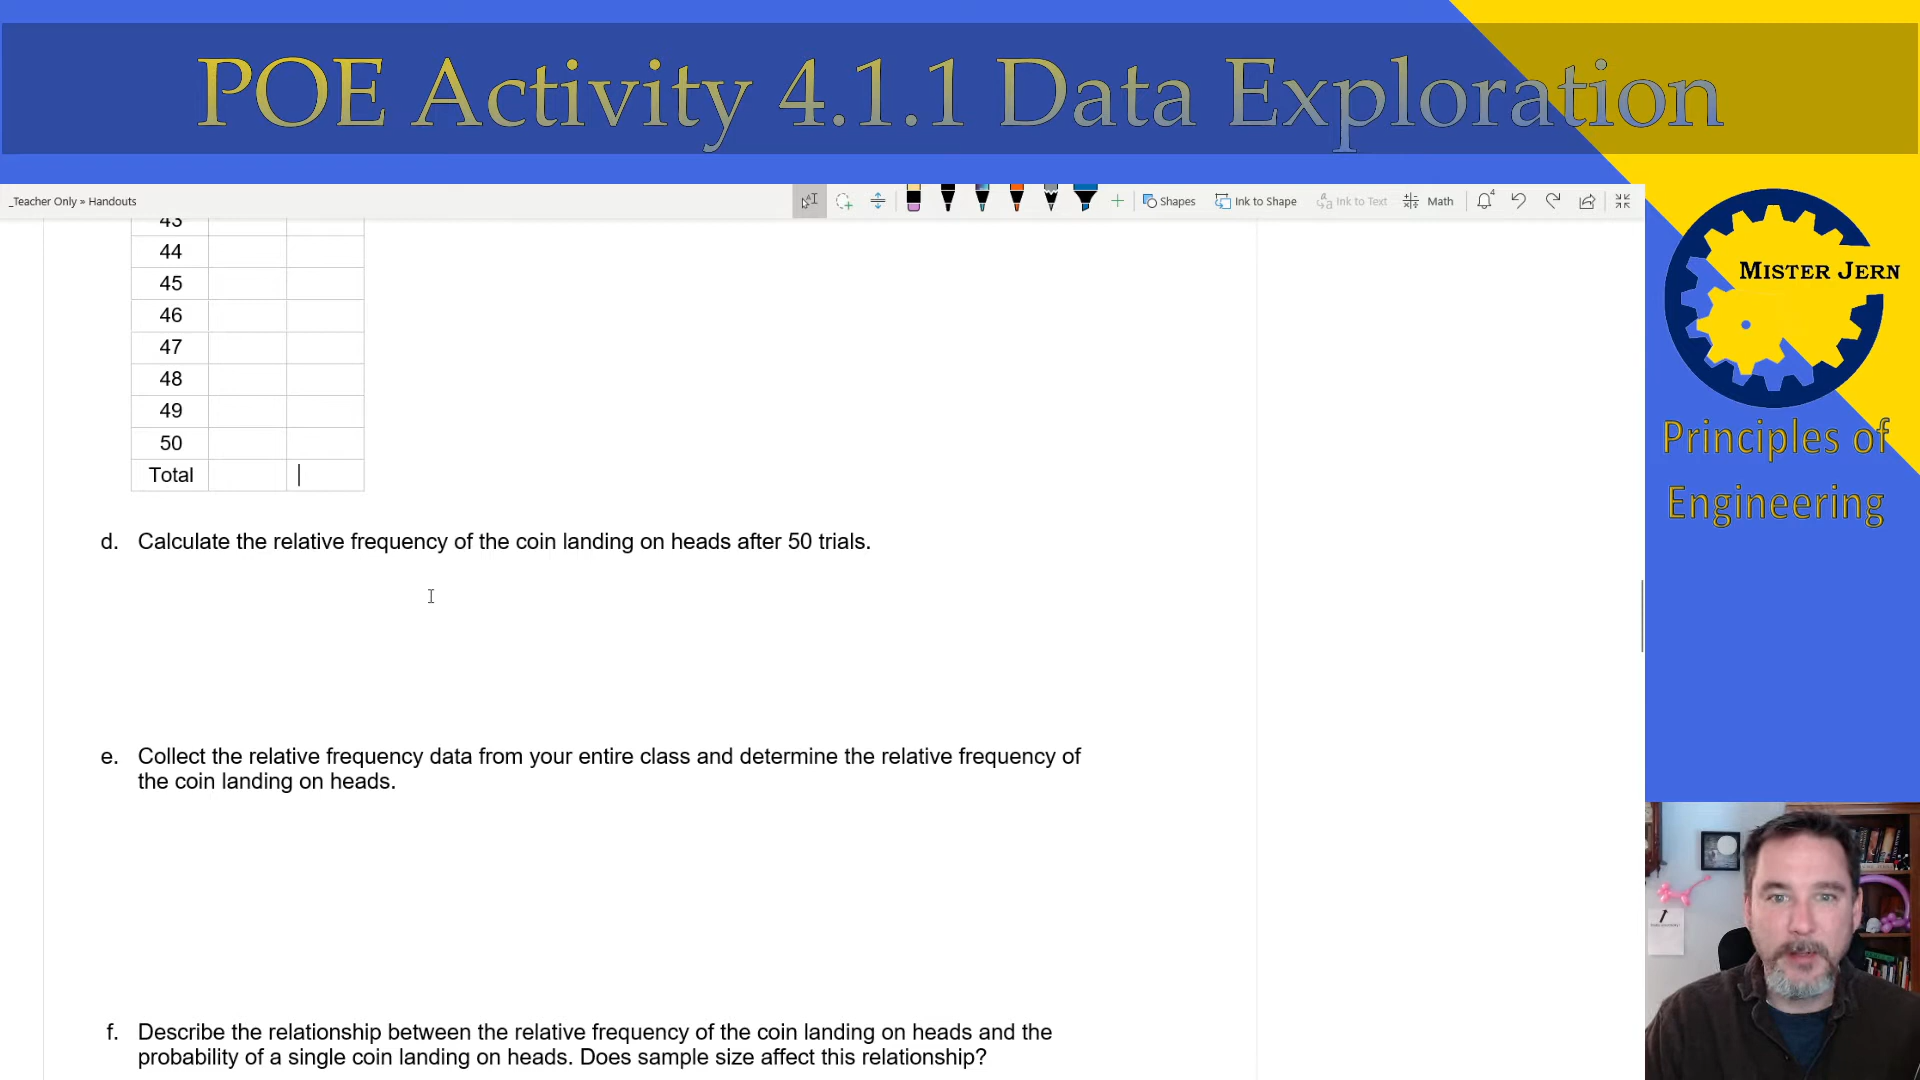 POE Activity 4.1.1 Data Exploration
_Teacher Only » Handouts
Shapes
Ink to Shape
Ink to Text
Math
4
43
44
45
46
47
48
49
50
Total
d. Calculate the relative frequency of the coin landing on heads after 50 trials.
e. Collect the relative frequency data from your entire class and determine the relative frequency of
the coin landing on heads.
f. Describe the relationship between the relative frequency of the coin landing on heads and the
probability of a single coin landing on heads. Does sample size affect this relationship?
MISTER JERN
Principles of
Engineering